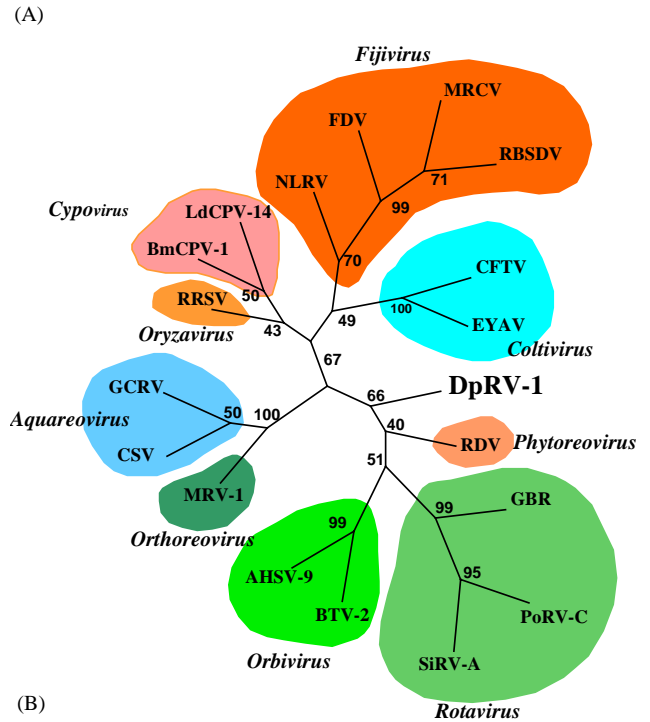 (A)
Fijivirus
MRCV
FDV
RBSDV
71
NLRV
99
Cypovirus
LdCPV-14
BmCPV-1
70
CFTV
50
100
RRSV
49
EYAV
43
Oryzavirus
Coltivirus
67
GCRV
66
DpRV-1
Aquareovirus
50
100
40
RDV
Phytoreovirus
CSV
51
MRV-1
GBR
99
Orthoreovirus
99
AHSV-9
95
BTV-2
PoRV-C
SiRV-A
Orbivirus
(B)
Rotavirus